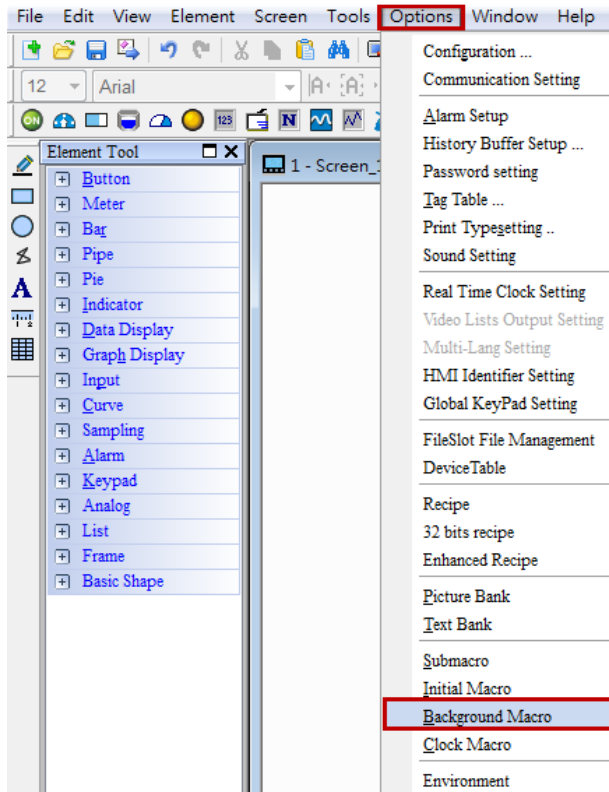 File Edit View Element Screen Tools Options Window Help
12 Arial
ON 123 N
Element Tool
1 - Screen_
Button
Meter
Bar
Pipe
Pie
Indicator
Data Display
Graph Display
Input
Curve
Sampling
Alarm
Keypad
Analog
List
Frame
Basic Shape
A
Configuration ...
Communication Setting
Alarm Setup
History Buffer Setup ...
Password setting
Tag Table ...
Print Typesetting ..
Sound Setting
Real Time Clock Setting
Video Lists Output Setting
Multi-Lang Setting
HMI Identifier Setting
Global KeyPad Setting
FileSlot File Management
DeviceTable
Recipe
32 bits recipe
Enhanced Recipe
Picture Bank
Text Bank
Submacro
Initial Macro
Background Macro
Clock Macro
Environment